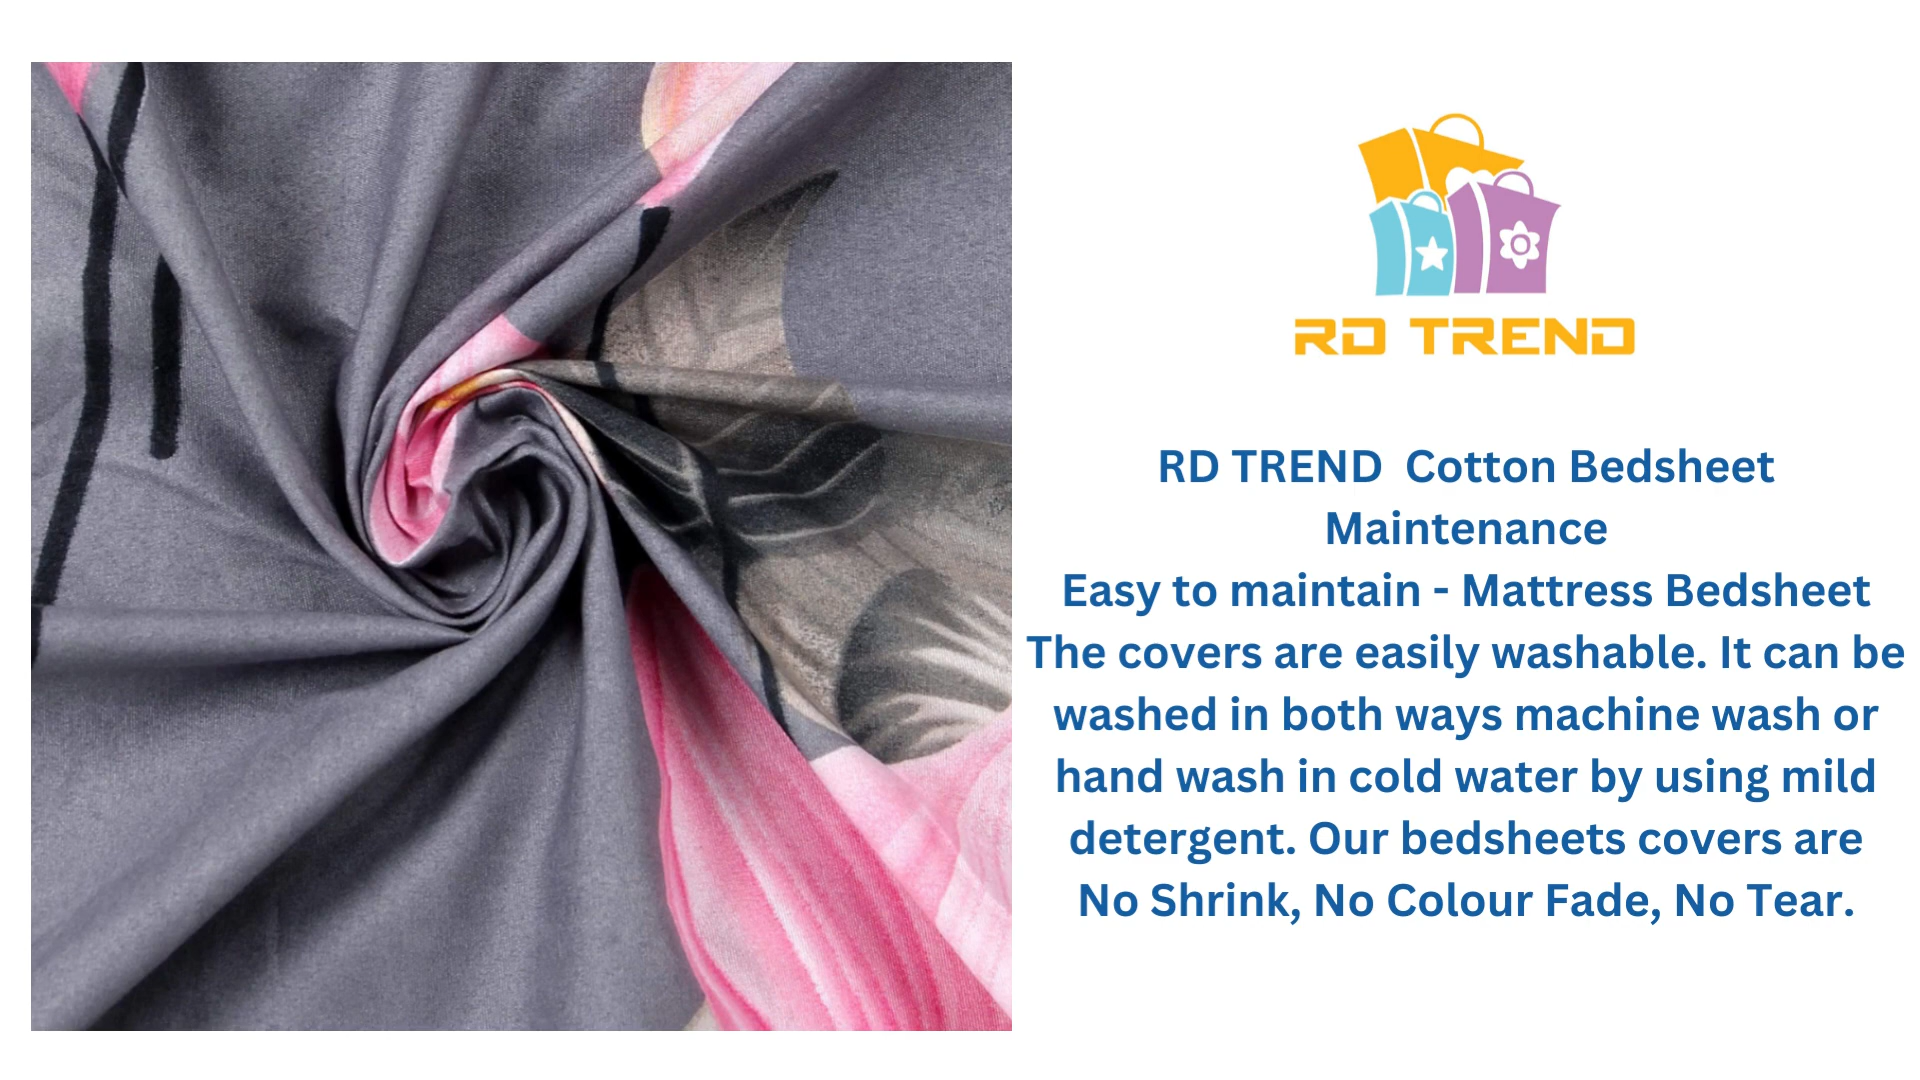 RD TREND
RD TREND  Cotton Bedsheet
Maintenance
Easy to maintain - Mattress Bedsheet
The covers are easily washable. It can be
washed in both ways machine wash or
hand wash in cold water by using mild
detergent. Our bedsheets covers are
No Shrink, No Colour Fade, No Tear.